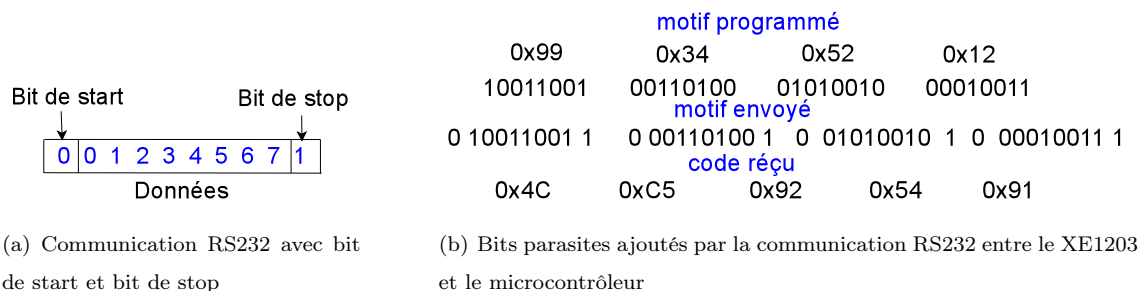 motif programmé
0x99 0x34 0x52 0x12
10011001 00110100 01010010 00010011
motif envoyé
0 10011001 1 0 00110100 1 0 01010010 1 0 00010011 1
code réçu
0x4C 0xC5 0x92 0x54 0x91
Bit de start Bit de stop
0 0 1 2 3 4 5 6 7 1
Données
(a) Communication RS232 avec bit
de start et bit de stop
(b) Bits parasites ajoutés par la communication RS232 entre le XE1203
et le microcontrôleur